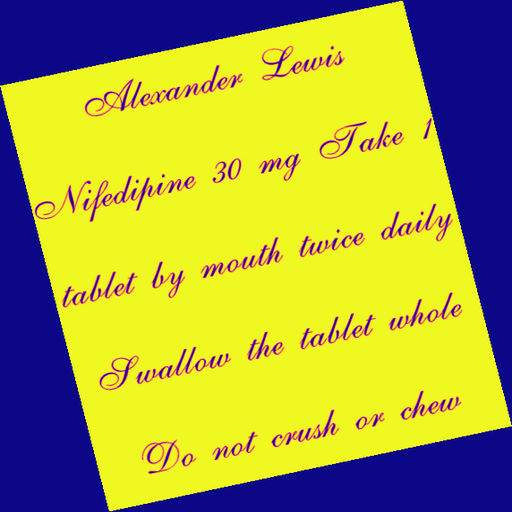 Alexander Lewis
Nifedipine 30 mg Take 1
tablet by mouth twice daily
Swallow the tablet whole
Do not crush or chew